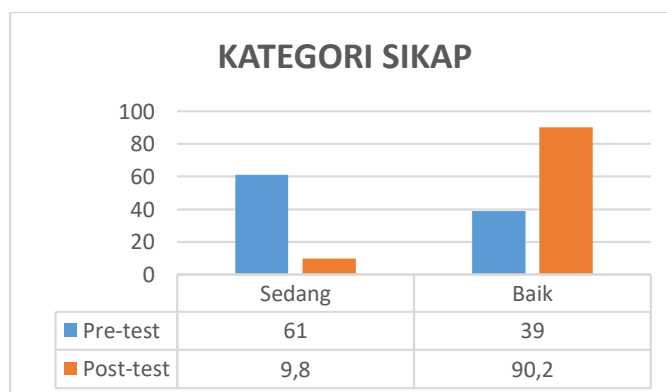 KATEGORI SIKAP
100
80
60
40
20
0
Sedang Baik
Pre-test 61 39
Post-test 9,8 90,2